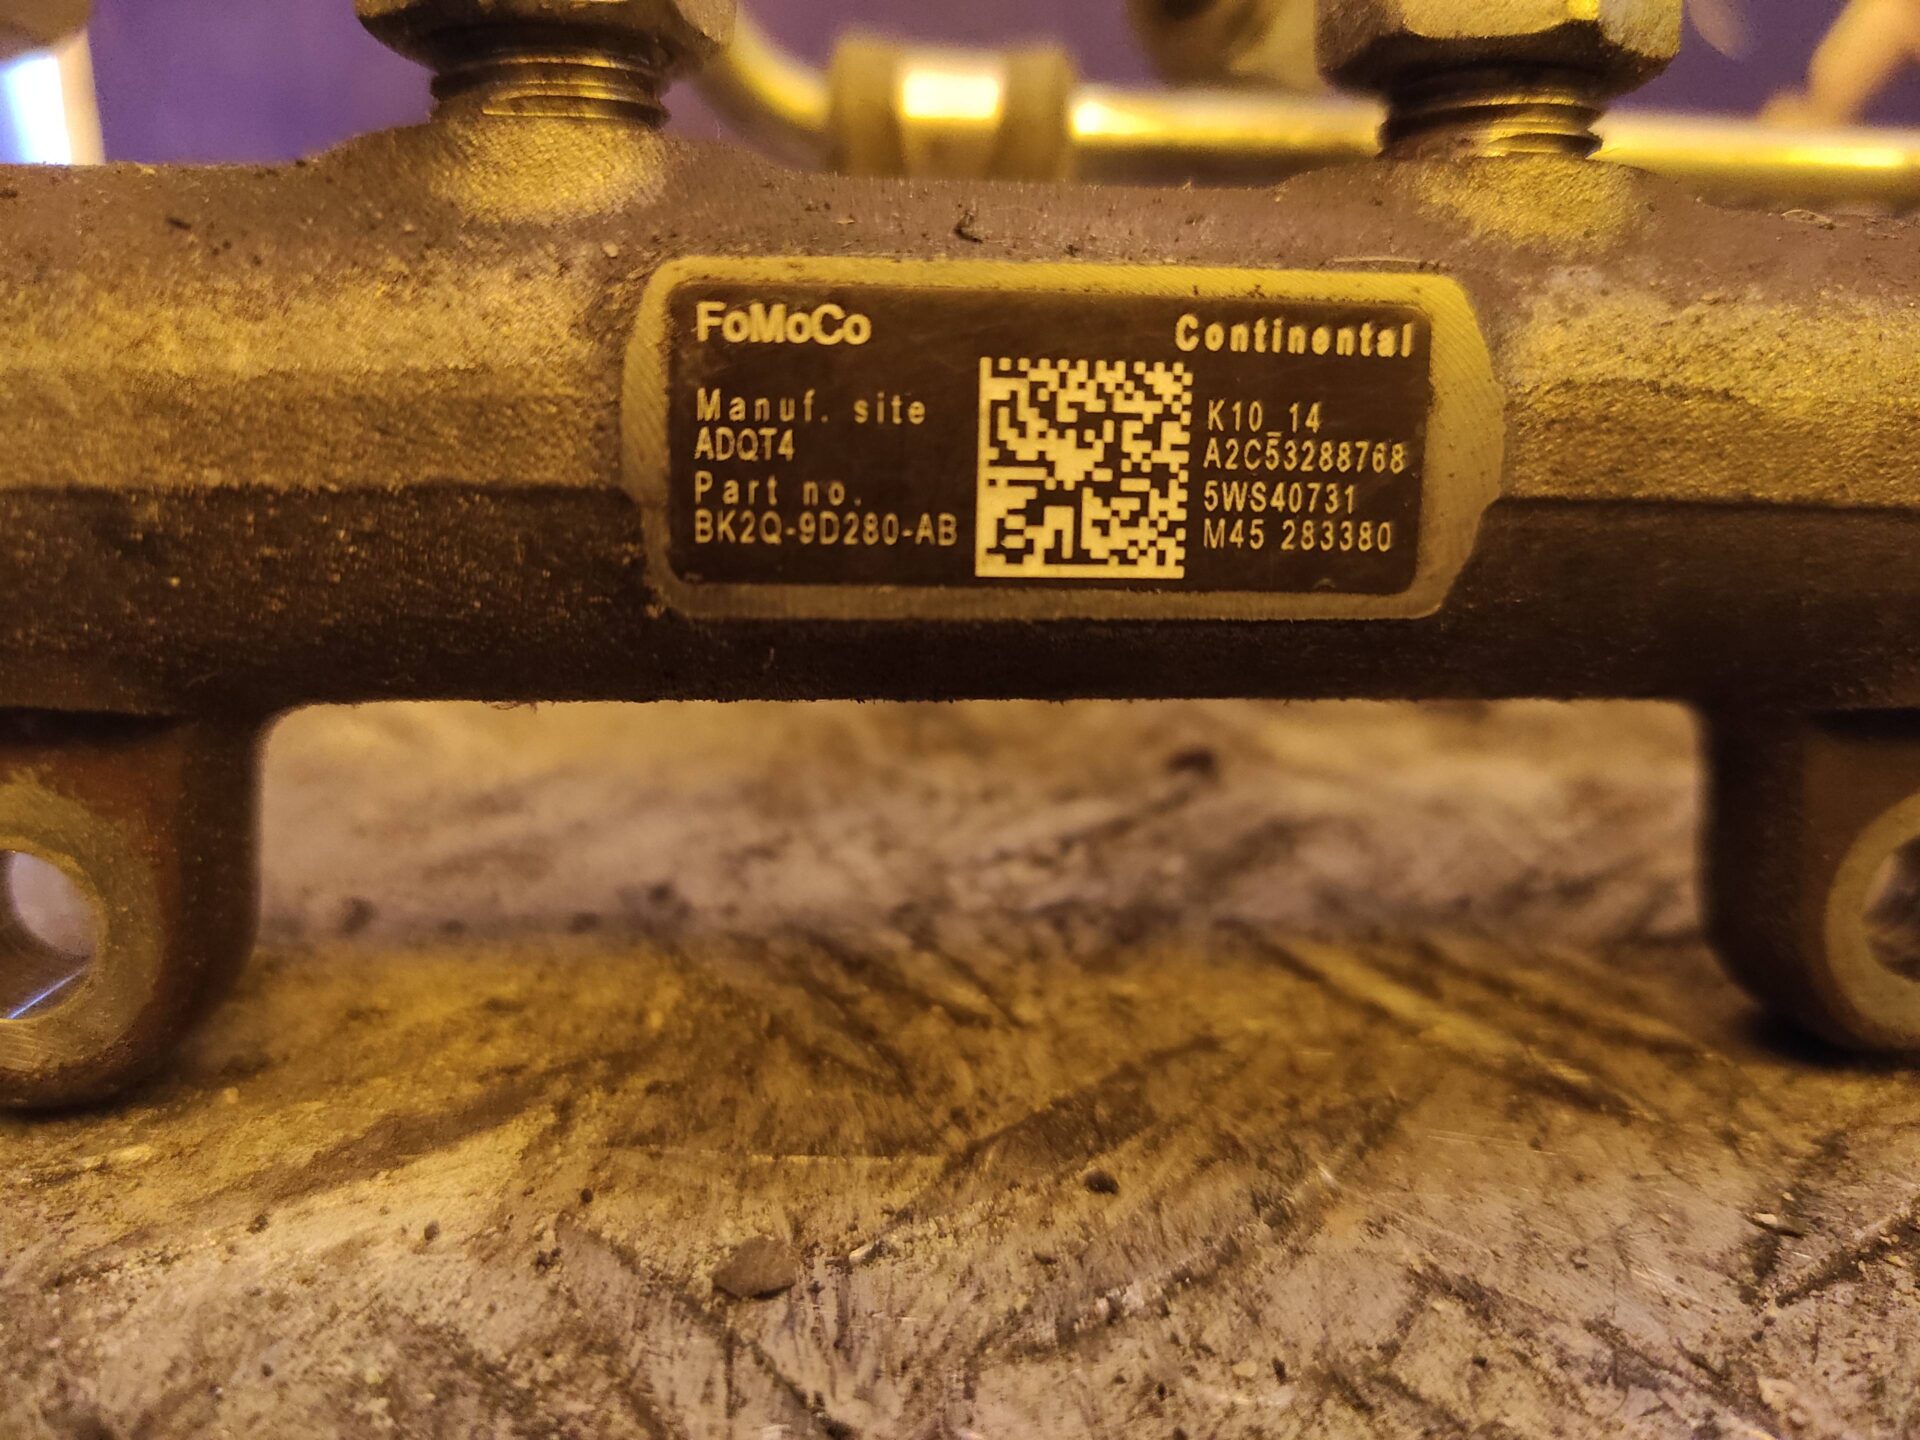 FoMoCo
Manuf. site
ADQT4
Part no.
BK2Q-9D280-AB
Continental
K10_14
A2C53288768
5WS40731
M45 283380